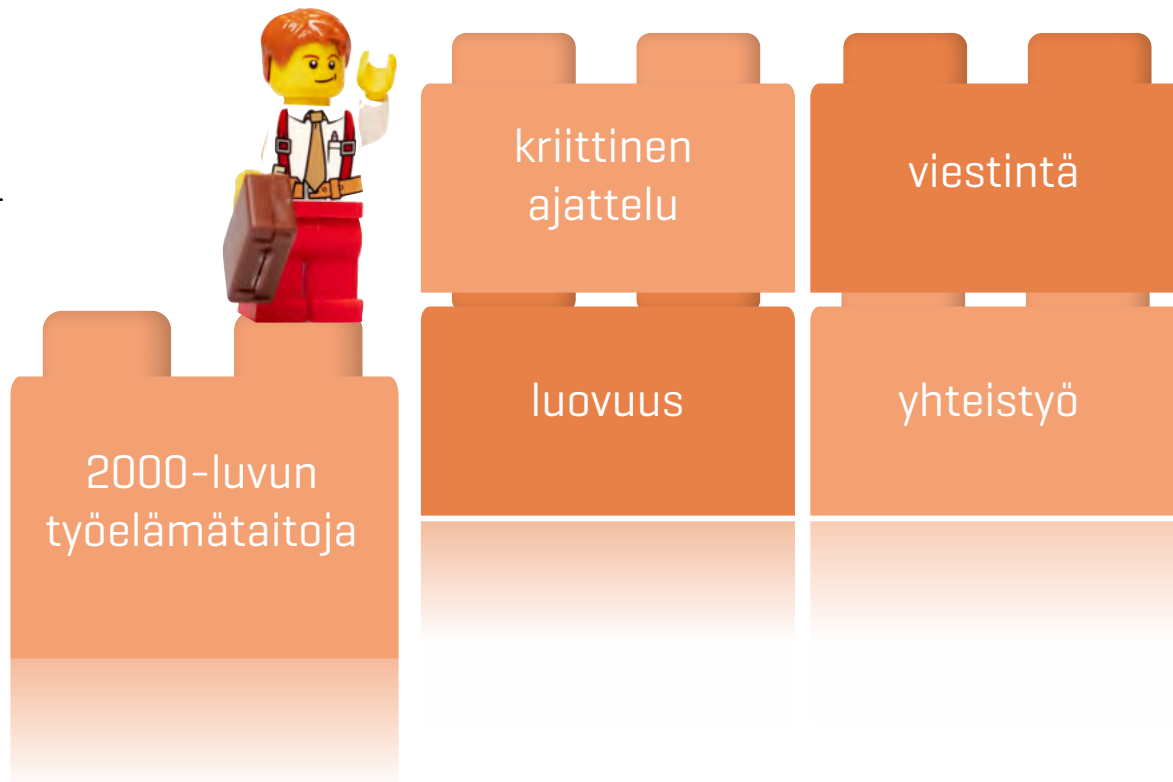 kriittinen
ajattelu
viestintä
luovuus
yhteistyö
2000-luvun
työelämätaitoja